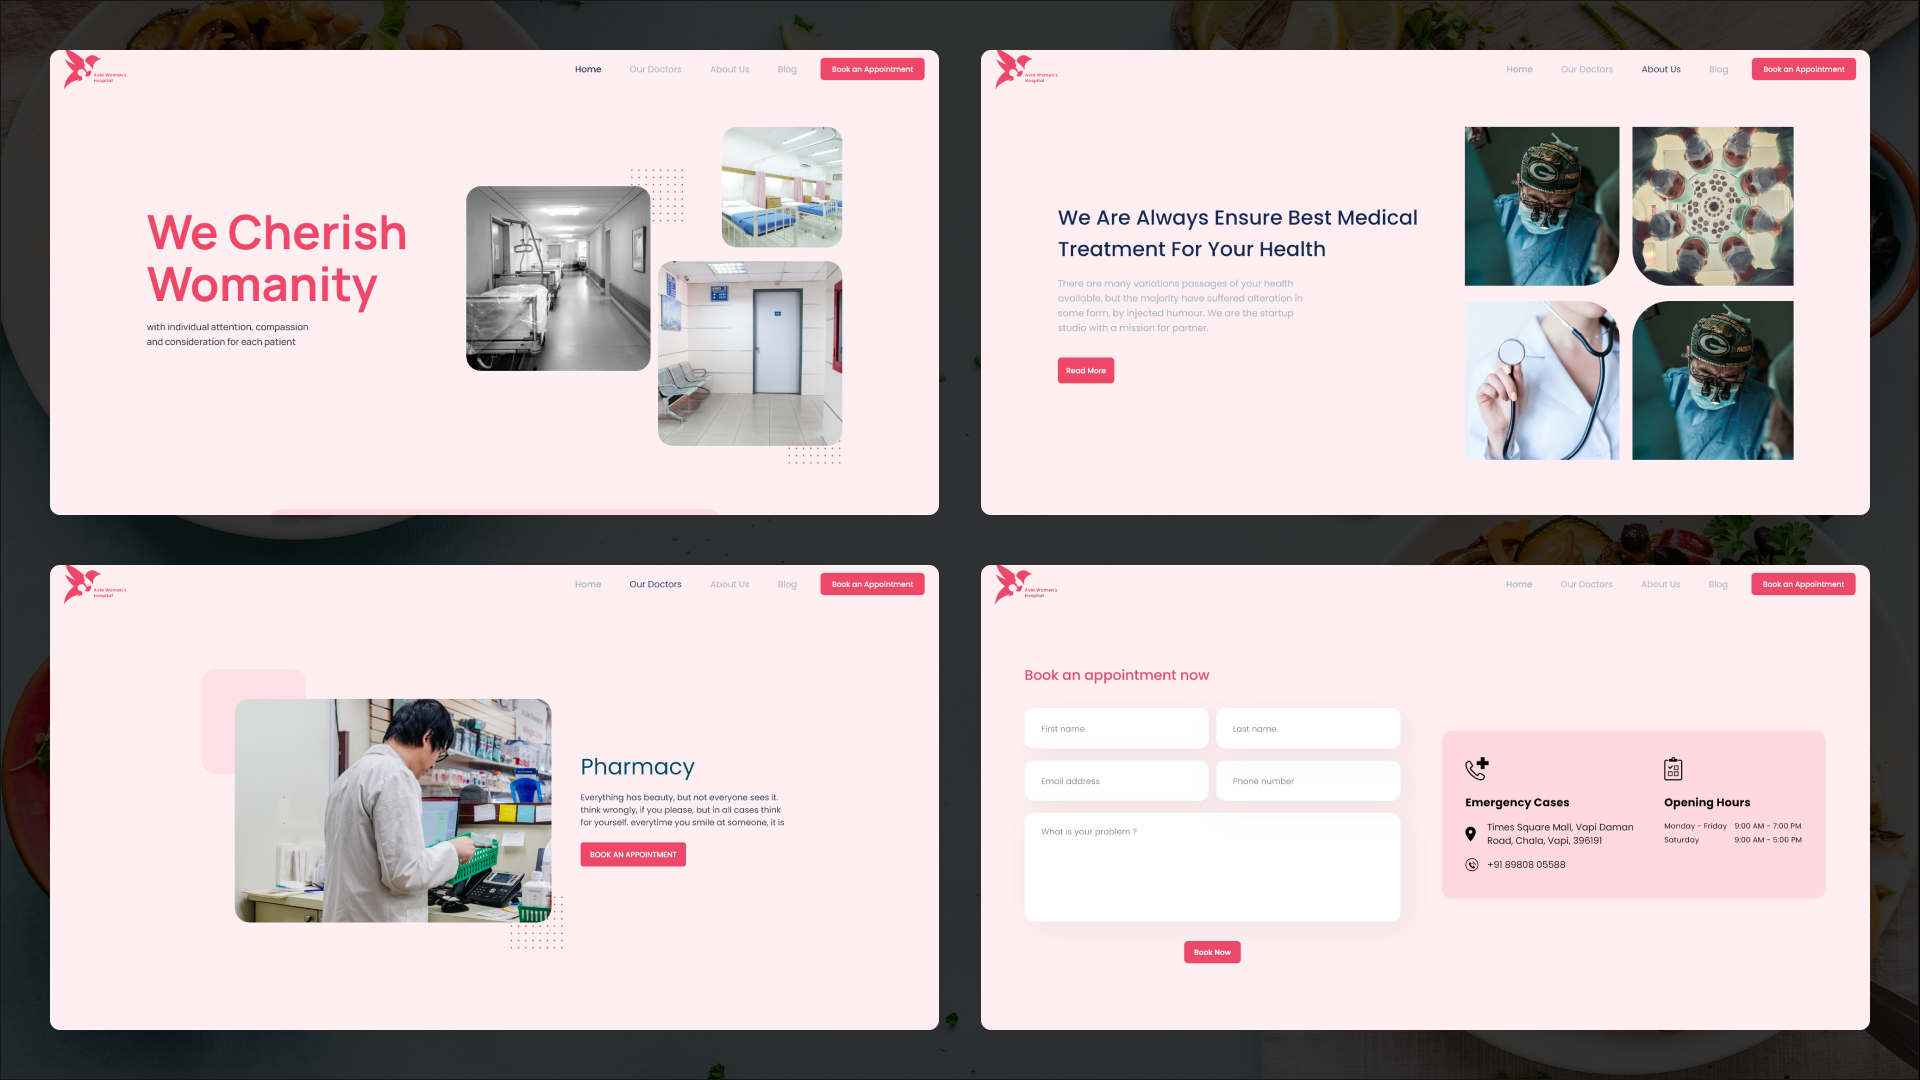 Avia Women's
Hospital
Home
Our Doctors
About Us
Blog
Book an Appointment
We Cherish
Womanity
with individual attention, compassion
and consideration for each patient
Avia Women's
Hospital
Home
Our Doctors
About Us
Blog
Book an Appointment
We Are Always Ensure Best Medical
Treatment For Your Health
There are many variations passages of your health
available, but the majority have suffered alteration in
some form, by injected humour. We are the startup
studio with a mission for partner.
Read More
G
PACKERS
G
Avia Women's
Hospital
Home
Our Doctors
About Us
Blog
Book an Appointment
Pharmacy
Everything has beauty, but not everyone sees it.
think wrongly, if you please, but in all cases think
for yourself. everytime you smile at someone, it is
BOOK AN APPOINTMENT
Avia Women's
Hospital
Home
Our Doctors
About Us
Blog
Book an Appointment
Book an appointment now
First name
Last name
Email address
Phone number
What is your problem ?
Book Now
Emergency Cases
Times Square Mall, Vapi Daman
Road, Chala, Vapi, 396191
+91 89808 05588
Opening Hours
Monday - Friday 9:00 AM - 7:00 PM
Saturday 9:00 AM - 5:00 PM